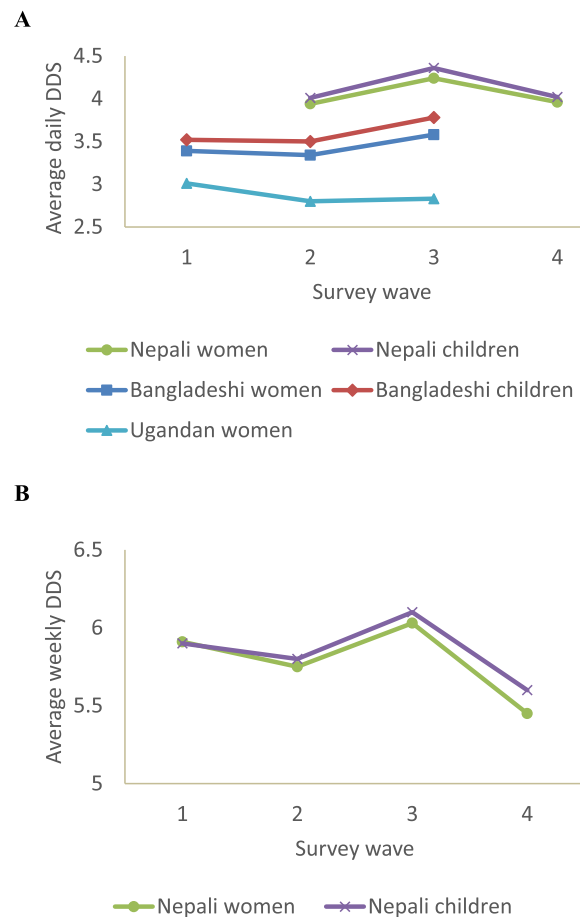 A
Average daily DDS
4.5
4
3.5
3
2.5
1 2 3 4
Survey wave
Nepali women Nepali children
Bangladeshi women Bangladeshi children
Ugandan women
B
Average weekly DDS
6.5
6
5.5
5
1 2 3 4
Survey wave
Nepali women Nepali children